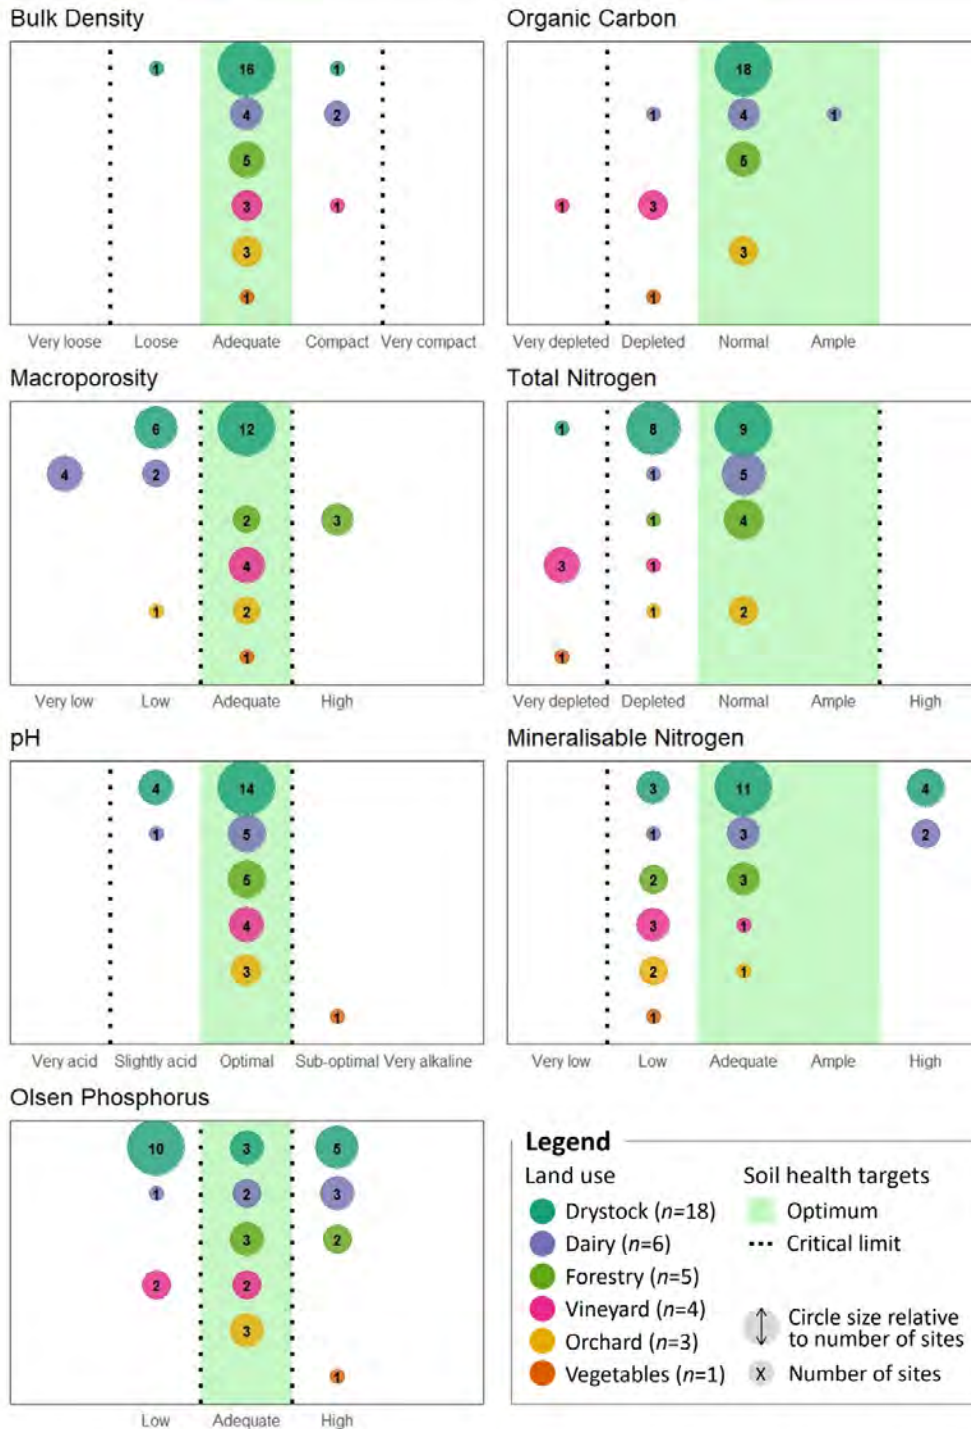 Bulk Density
1 16 1
4 2
5
3 1
3
1
Very loose Loose Adequate Compact Very compact
Organic Carbon
18
1 4 1
5
1 3
3
1
Very depleted Depleted Normal Ample
Macroporosity
6 12
4 2
2 3
4
1 2
1
Very low Low Adequate High
Total Nitrogen
1 8 9
1 5
1 4
3 1
1 2
1
Very depleted Depleted Normal Ample High
pH
4 14
1 5
5
4
3
1
Very acid Slightly acid Optimal Sub-optimal Very alkaline
Mineralisable Nitrogen
3 11 4
1 3 2
2 3
3 1
2 1
1
Very low Low Adequate Ample High
Olsen Phosphorus
10 3 5
1 2 3
3 2
2 2
3
1
Low Adequate High
Legend
Land use
Drystock (n=18)
Dairy (n=6)
Forestry (n=5)
Vineyard (n=4)
Orchard (n=3)
Vegetables (n=1)
Soil health targets
Optimum
Critical limit
Circle size relative
to number of sites
X Number of sites